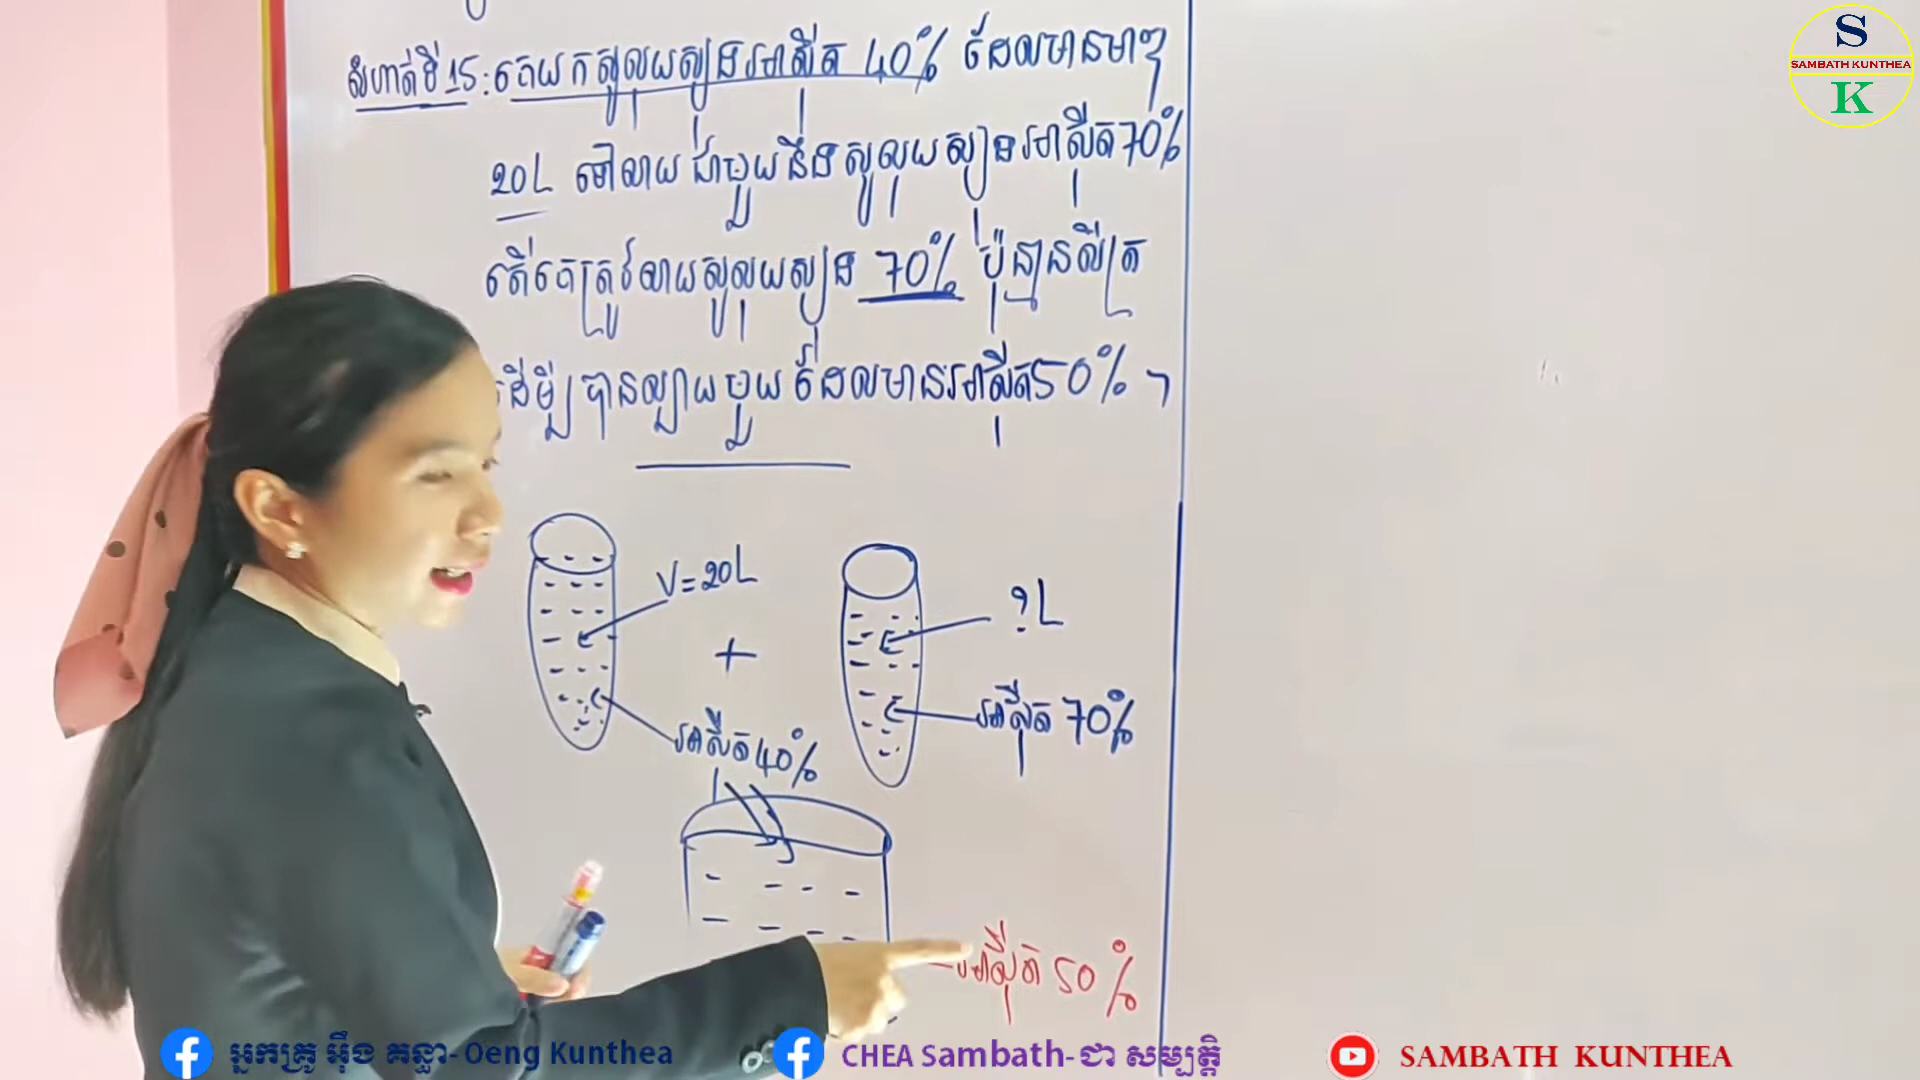 លំហាត់ទី 15 : គេយកសូលុយស្យុងអាស៊ីត 40% ដែលមានមាឌ
20L ទៅលាយជាមួយនឹងសូលុយស្យុងអាស៊ីត 70%
តើគេត្រូវលាយសូលុយស្យុង 70% ប៉ុន្មានលីត្រ
ដើម្បីបានល្បាយមួយដែលមានអាស៊ីត 50% ។
V = 20L
+
? L
អាស៊ីត 70%
អាស៊ីត 40%
អាស៊ីត 50%
S
SAMBATH KUNTHEA
K
អ្នកគ្រូ អ៊ឹង គន្ធា-Oeng Kunthea
CHEA Sambath-ជា សម្បត្តិ
SAMBATH KUNTHEA